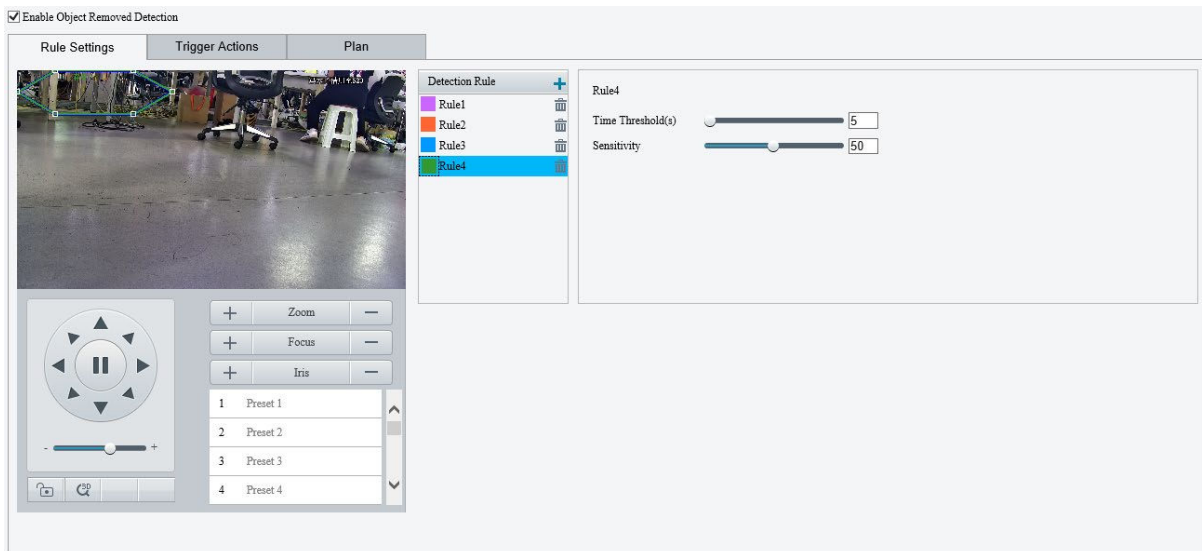 Enable Object Removed Detection
Rule Settings Trigger Actions Plan
Detection Rule
Rule1
Rule2
Rule3
Rule4
Rule4
Time Threshold(s) 5
Sensitivity 50
+ Zoom −
+ Focus −
+ Iris −
- +
1 Preset 1
2 Preset 2
3 Preset 3
4 Preset 4
3D